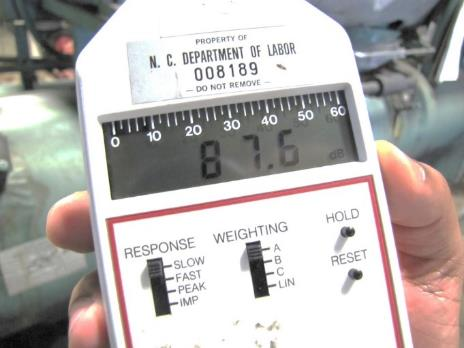 PROPERTY OF
N. C. DEPARTMENT OF LABOR
008189
— DO NOT REMOVE —
0 10 20 30 40 50 60
87.6 dB
RESPONSE
SLOW
FAST
PEAK
IMP
WEIGHTING
A
B
C
LIN
HOLD
RESET